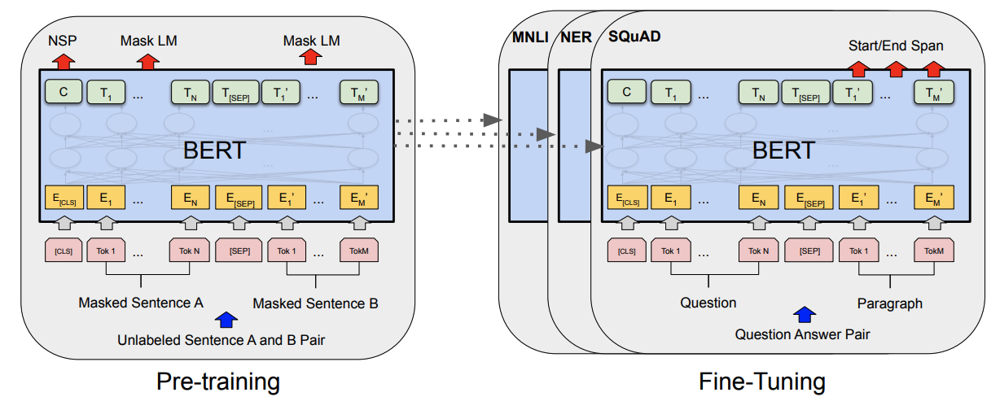 NSP Mask LM Mask LM
C T1 ... TN T[SEP] T1' ... TM'
...
BERT
...
E[CLS] E1 ... EN E[SEP] E1' ... EM'
[CLS] Tok 1 ... Tok N [SEP] Tok 1 ... TokM
Masked Sentence A Masked Sentence B
Unlabeled Sentence A and B Pair
Pre-training
MNLI NER SQuAD
Start/End Span
C T1 ... TN T[SEP] T1' ... TM'
...
BERT
...
E[CLS] E1 ... EN E[SEP] E1' ... EM'
[CLS] Tok 1 ... Tok N [SEP] Tok 1 ... TokM
Question Paragraph
Question Answer Pair
Fine-Tuning